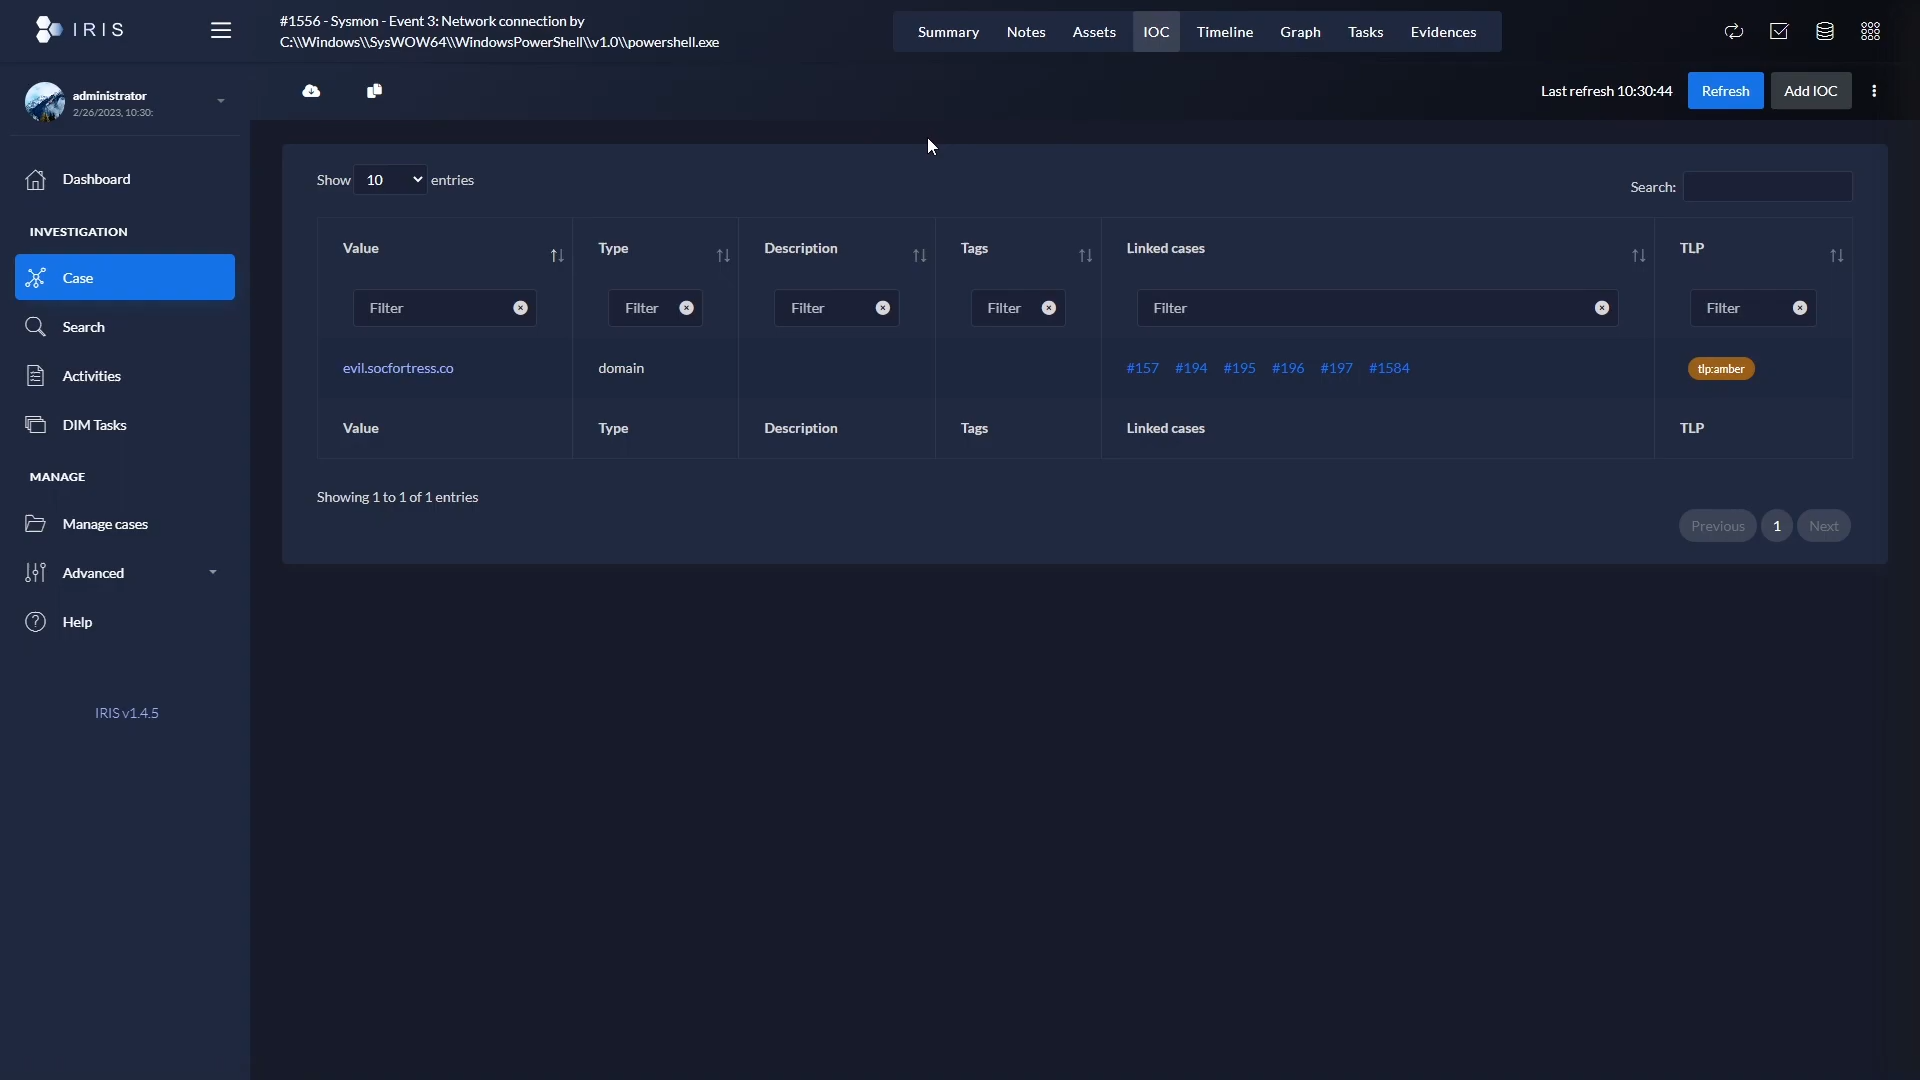 IRIS
#1556 - Sysmon - Event 3: Network connection by
C:\\Windows\\SysWOW64\\WindowsPowerShell\\v1.0\\powershell.exe
Summary Notes Assets IOC Timeline Graph Tasks Evidences
administrator
2/26/2023, 10:30:
Last refresh 10:30:44 Refresh Add IOC
Dashboard
INVESTIGATION
Case
Search
Activities
DIM Tasks
MANAGE
Manage cases
Advanced
Help
IRIS v1.4.5
Show 10 entries
Search:
Value Type Description Tags Linked cases TLP
Filter Filter Filter Filter Filter Filter
evil.socfortress.co domain #157 #194 #195 #196 #197 #1584 tlp:amber
Value Type Description Tags Linked cases TLP
Showing 1 to 1 of 1 entries
Previous 1 Next